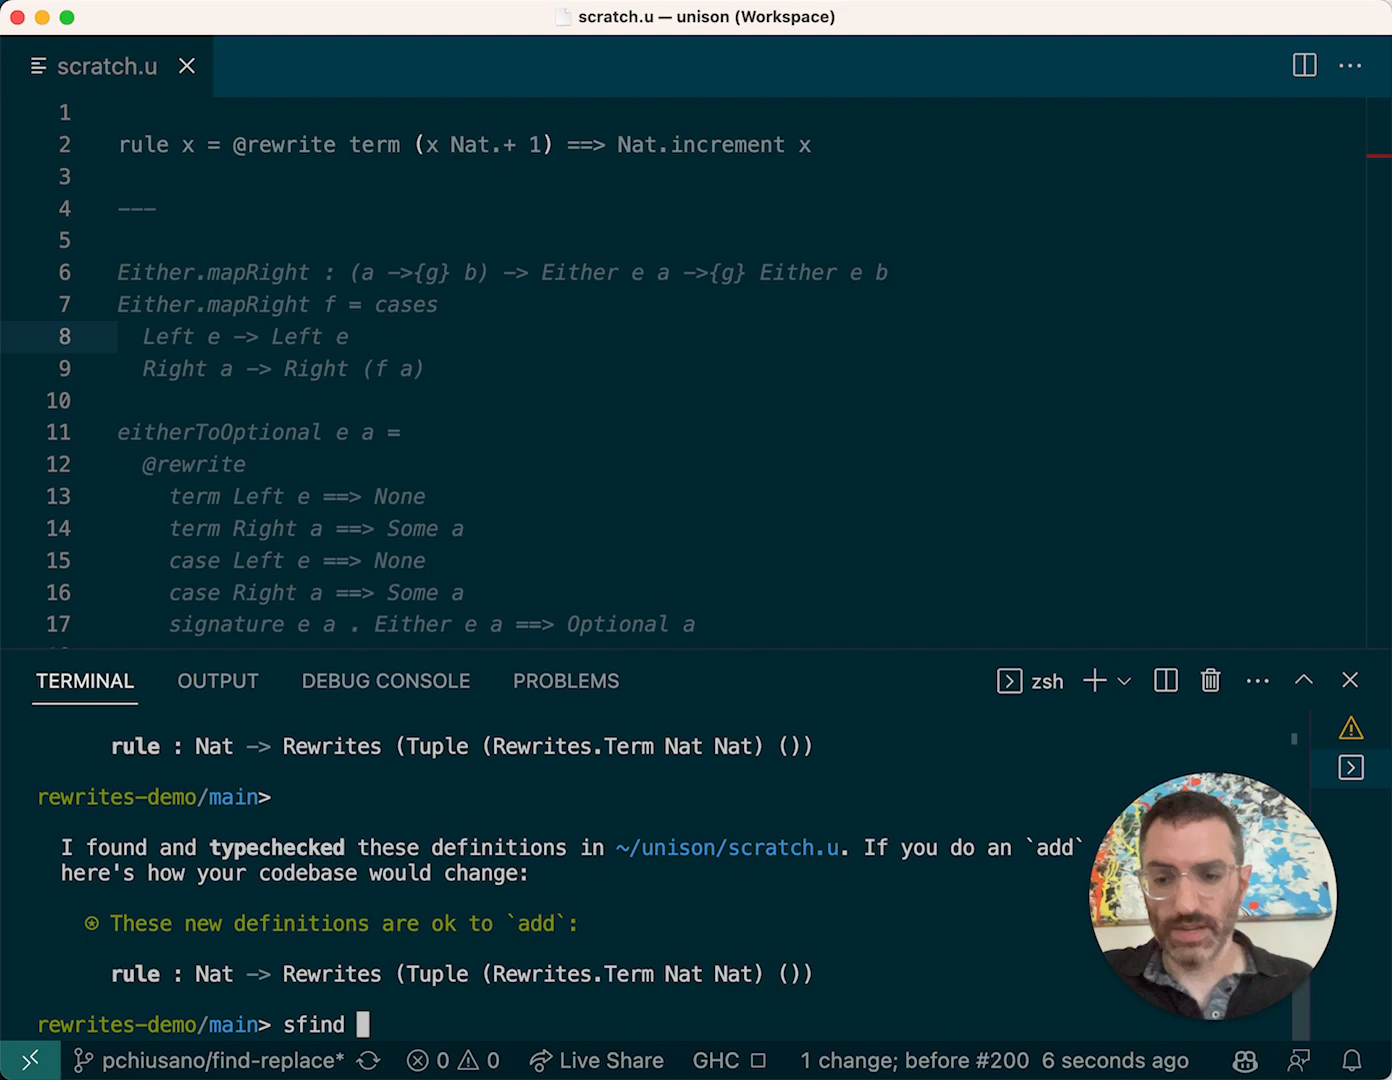 scratch.u — unison (Workspace)
scratch.u
1
2 rule x = @rewrite term (x Nat.+ 1) ==> Nat.increment x
3
4 ---
5
6 Either.mapRight : (a ->{g} b) -> Either e a ->{g} Either e b
7 Either.mapRight f = cases
8 Left e -> Left e
9 Right a -> Right (f a)
10
11 eitherToOptional e a =
12 @rewrite
13 term Left e ==> None
14 term Right a ==> Some a
15 case Left e ==> None
16 case Right a ==> Some a
17 signature e a . Either e a ==> Optional a
TERMINAL OUTPUT DEBUG CONSOLE PROBLEMS zsh
rule : Nat -> Rewrites (Tuple (Rewrites.Term Nat Nat) ())
rewrites-demo/main>
I found and typechecked these definitions in ~/unison/scratch.u. If you do an `add`
here's how your codebase would change:
⍟ These new definitions are ok to `add`:
rule : Nat -> Rewrites (Tuple (Rewrites.Term Nat Nat) ())
rewrites-demo/main> sfind
pchiusano/find-replace* 0 0 Live Share GHC 1 change; before #200 6 seconds ago